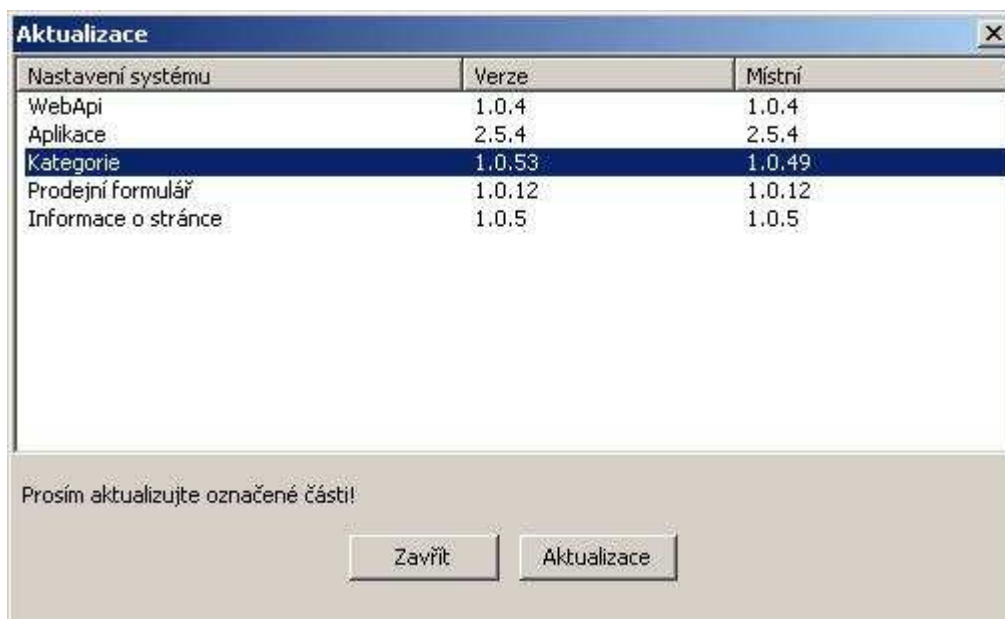 Aktualizace
Nastavení systému Verze Místní
WebApi 1.0.4 1.0.4
Aplikace 2.5.4 2.5.4
Kategorie 1.0.53 1.0.49
Prodejní formulář 1.0.12 1.0.12
Informace o stránce 1.0.5 1.0.5
Prosím aktualizujte označené části!
Zavřít Aktualizace